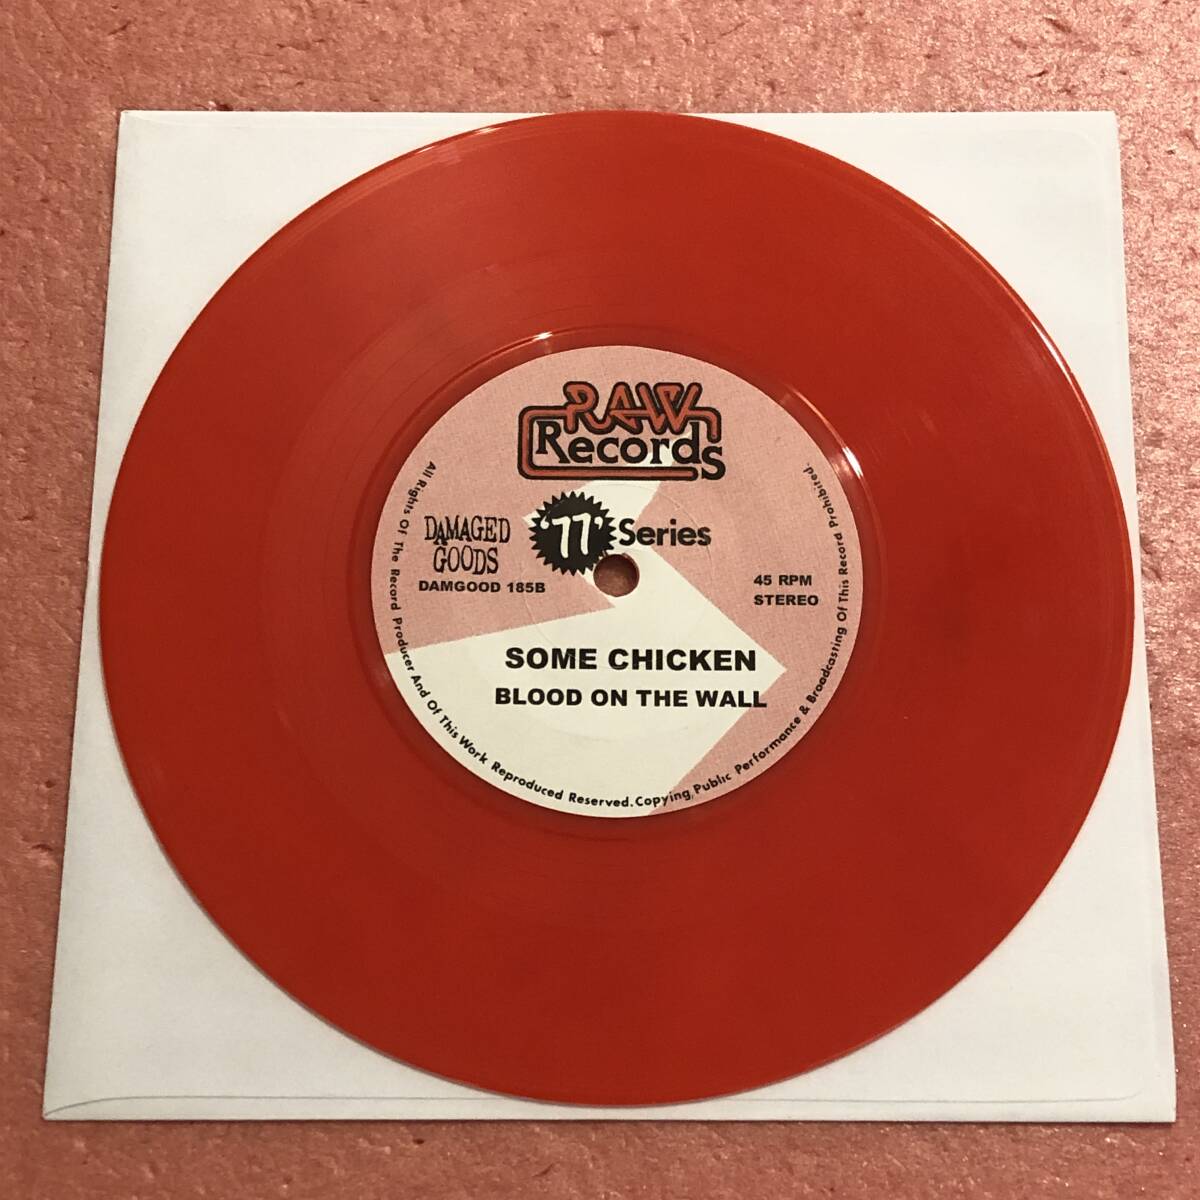 RAW
Records
DAMAGED
GOODS
'77' Series
DAMGOOD 185B
45 RPM
STEREO
SOME CHICKEN
BLOOD ON THE WALL
All Rights Of The Record Producer And Of This Work Reproduced Reserved. Copying, Public Performance & Broadcasting Of This Record Prohibited.